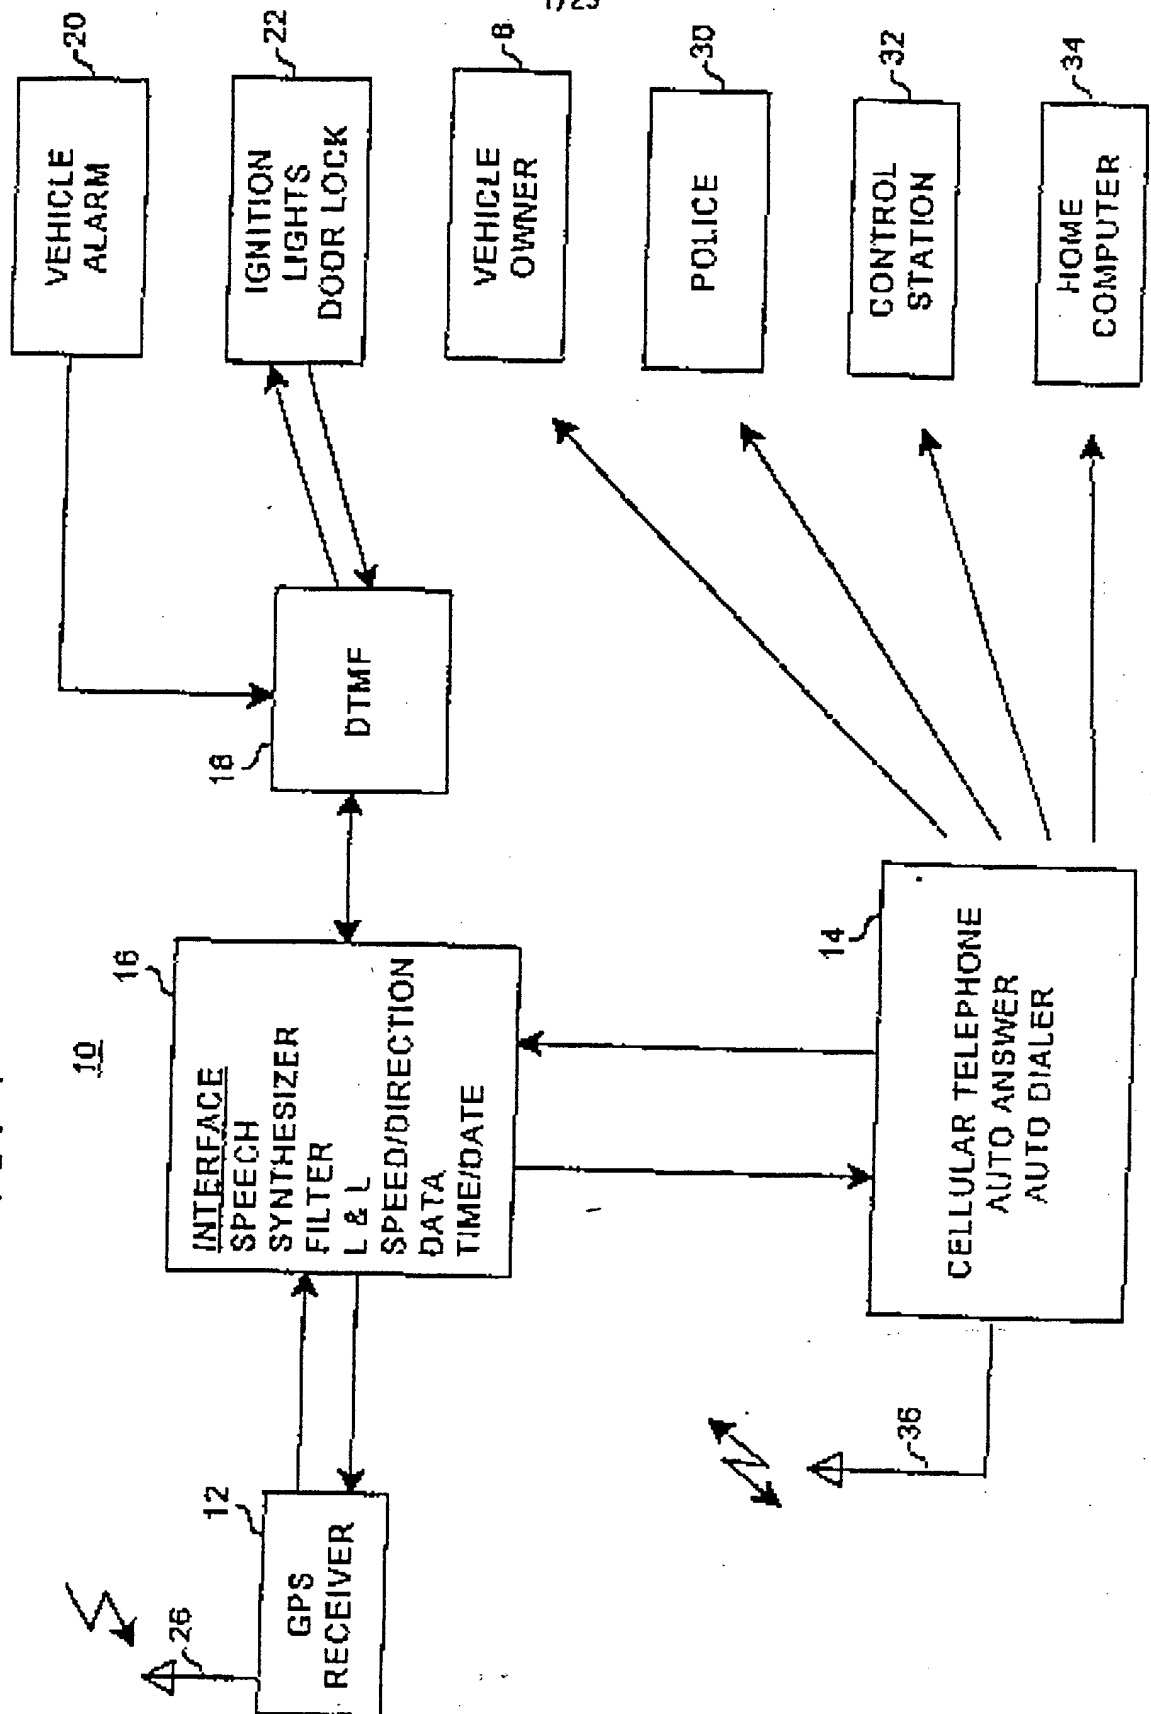 1/25
10
26
12
GPS
RECEIVER
16
INTERFACE
SPEECH
SYNTHESIZER
FILTER
L & L
SPEED/DIRECTION
DATA
TIME/DATE
18
DTMF
20
VEHICLE
ALARM
22
IGNITION
LIGHTS
DOOR LOCK
8
VEHICLE
OWNER
30
POLICE
32
CONTROL
STATION
34
HOME
COMPUTER
14
CELLULAR TELEPHONE
AUTO ANSWER
AUTO DIALER
36